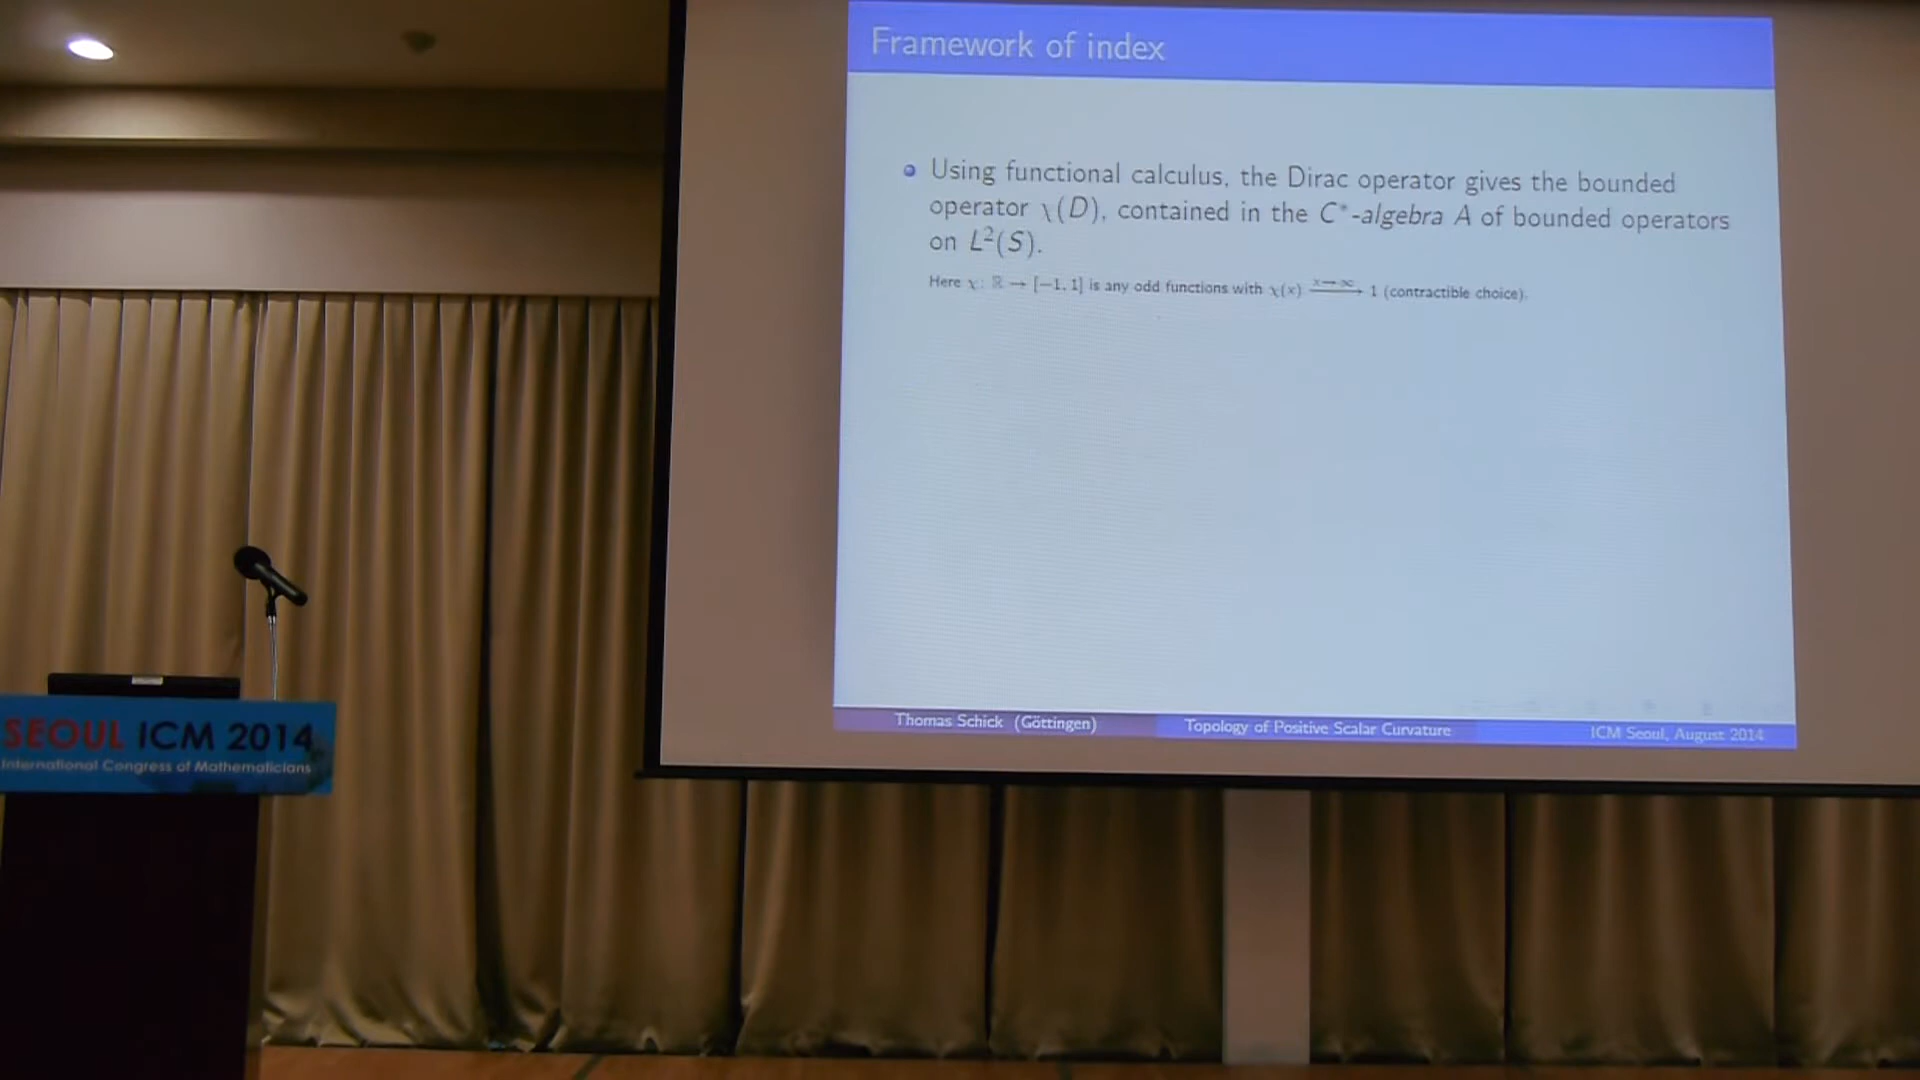 Framework of index
Using functional calculus, the Dirac operator gives the bounded
operator χ(D), contained in the C*-algebra A of bounded operators
on L²(S).
Here χ: ℝ → [−1, 1] is any odd functions with χ(x) —x→∞→ 1 (contractible choice).
Thomas Schick (Göttingen)
Topology of Positive Scalar Curvature
ICM Seoul, August 2014
SEOUL ICM 2014
International Congress of Mathematicians